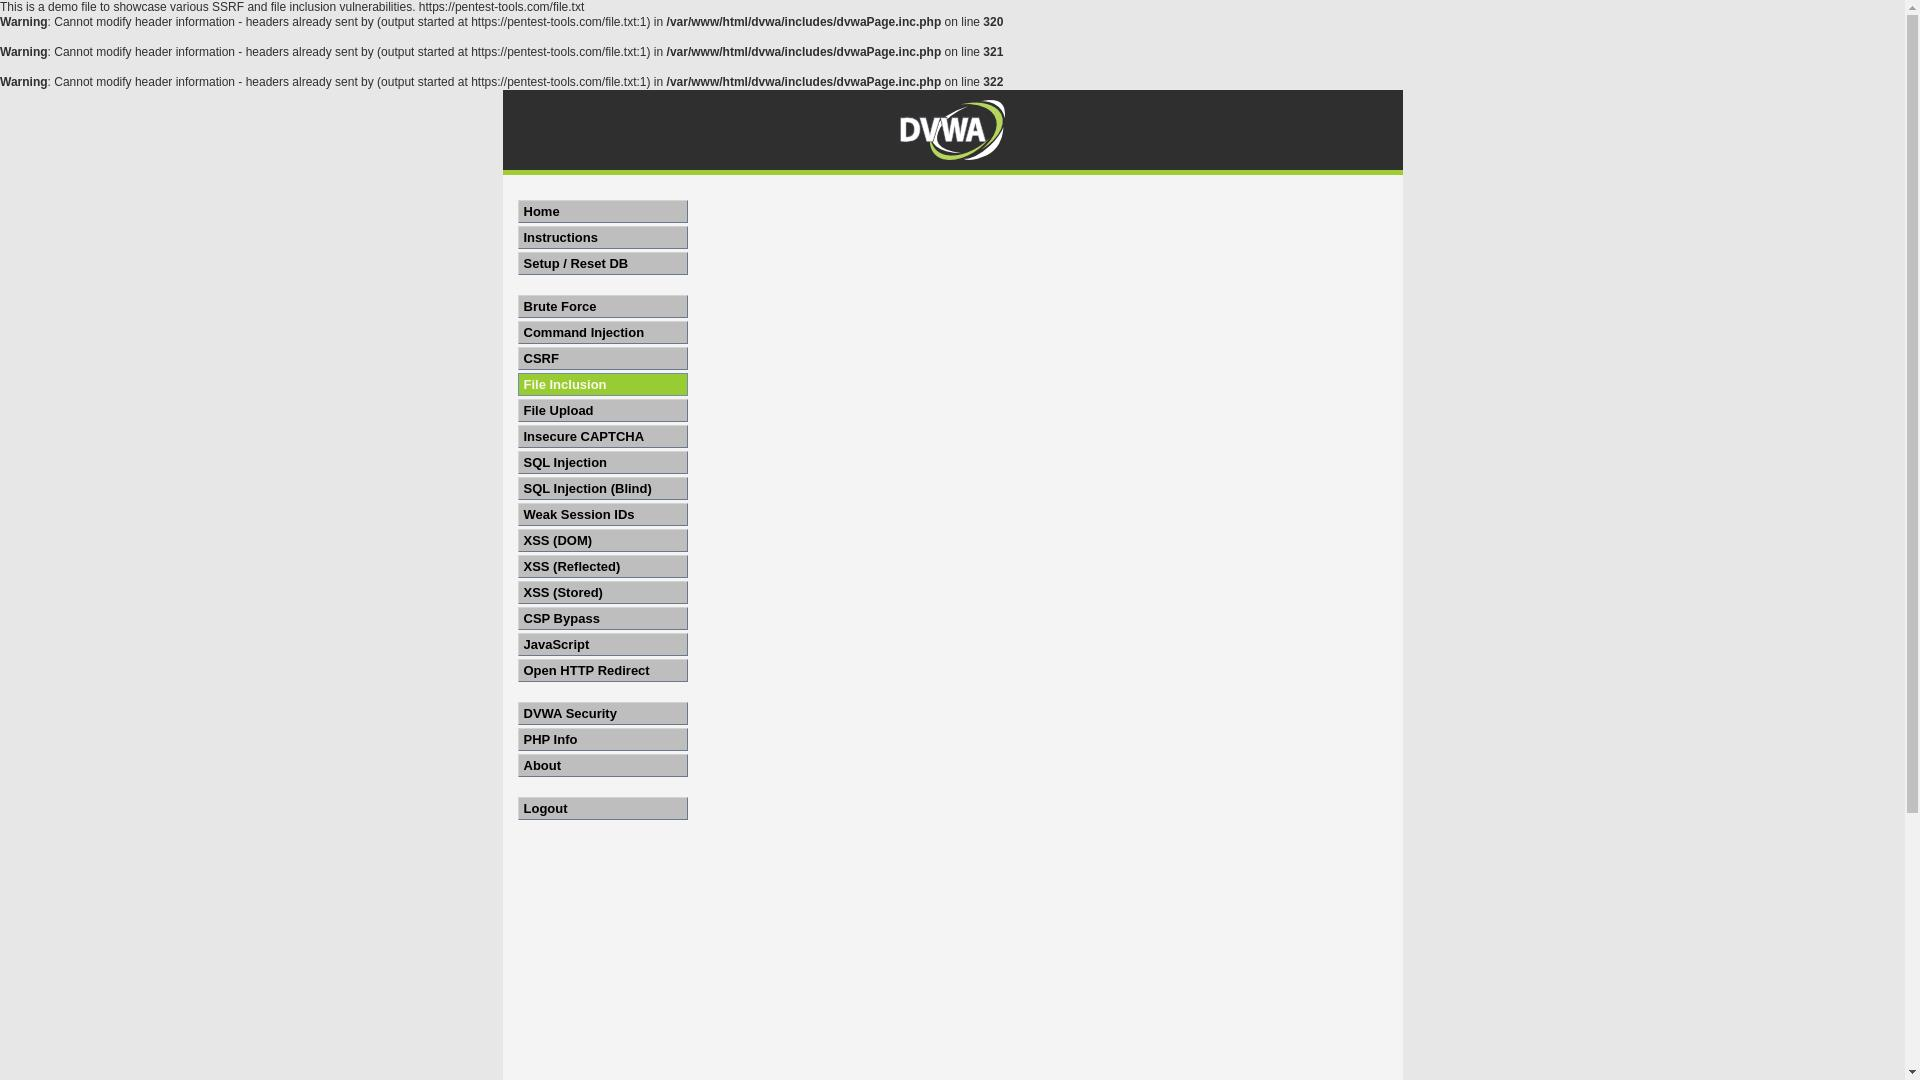 This is a demo file to showcase various SSRF and file inclusion vulnerabilities. https://pentest-tools.com/file.txt
Warning: Cannot modify header information - headers already sent by (output started at https://pentest-tools.com/file.txt:1) in /var/www/html/dvwa/includes/dvwaPage.inc.php on line 320
Warning: Cannot modify header information - headers already sent by (output started at https://pentest-tools.com/file.txt:1) in /var/www/html/dvwa/includes/dvwaPage.inc.php on line 321
Warning: Cannot modify header information - headers already sent by (output started at https://pentest-tools.com/file.txt:1) in /var/www/html/dvwa/includes/dvwaPage.inc.php on line 322
DVWA
Home
Instructions
Setup / Reset DB
Brute Force
Command Injection
CSRF
File Inclusion
File Upload
Insecure CAPTCHA
SQL Injection
SQL Injection (Blind)
Weak Session IDs
XSS (DOM)
XSS (Reflected)
XSS (Stored)
CSP Bypass
JavaScript
Open HTTP Redirect
DVWA Security
PHP Info
About
Logout